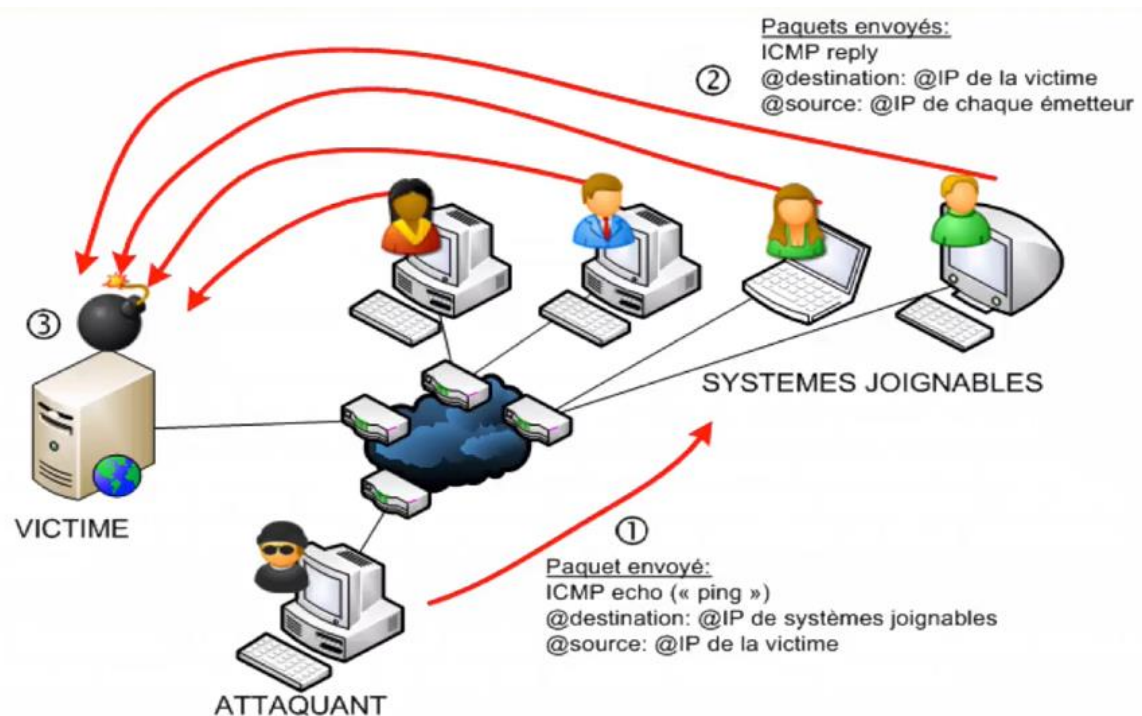 Paquets envoyés:
ICMP reply
@destination: @IP de la victime
@source: @IP de chaque émetteur
②
③
SYSTEMES JOIGNABLES
VICTIME
①
Paquet envoyé:
ICMP echo (« ping »)
@destination: @IP de systèmes joignables
@source: @IP de la victime
ATTAQUANT